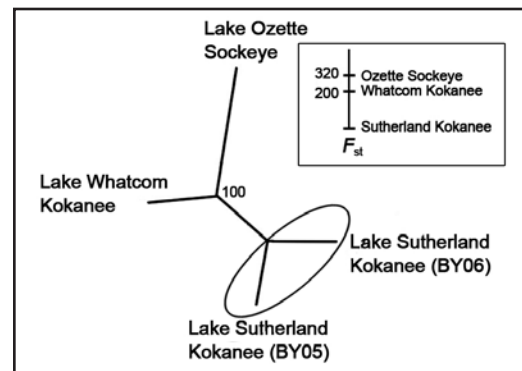 Lake Ozette
Sockeye
320
Ozette Sockeye
200
Whatcom Kokanee
Sutherland Kokanee
Fst
Lake Whatcom
Kokanee
100
Lake Sutherland
Kokanee (BY06)
Lake Sutherland
Kokanee (BY05)